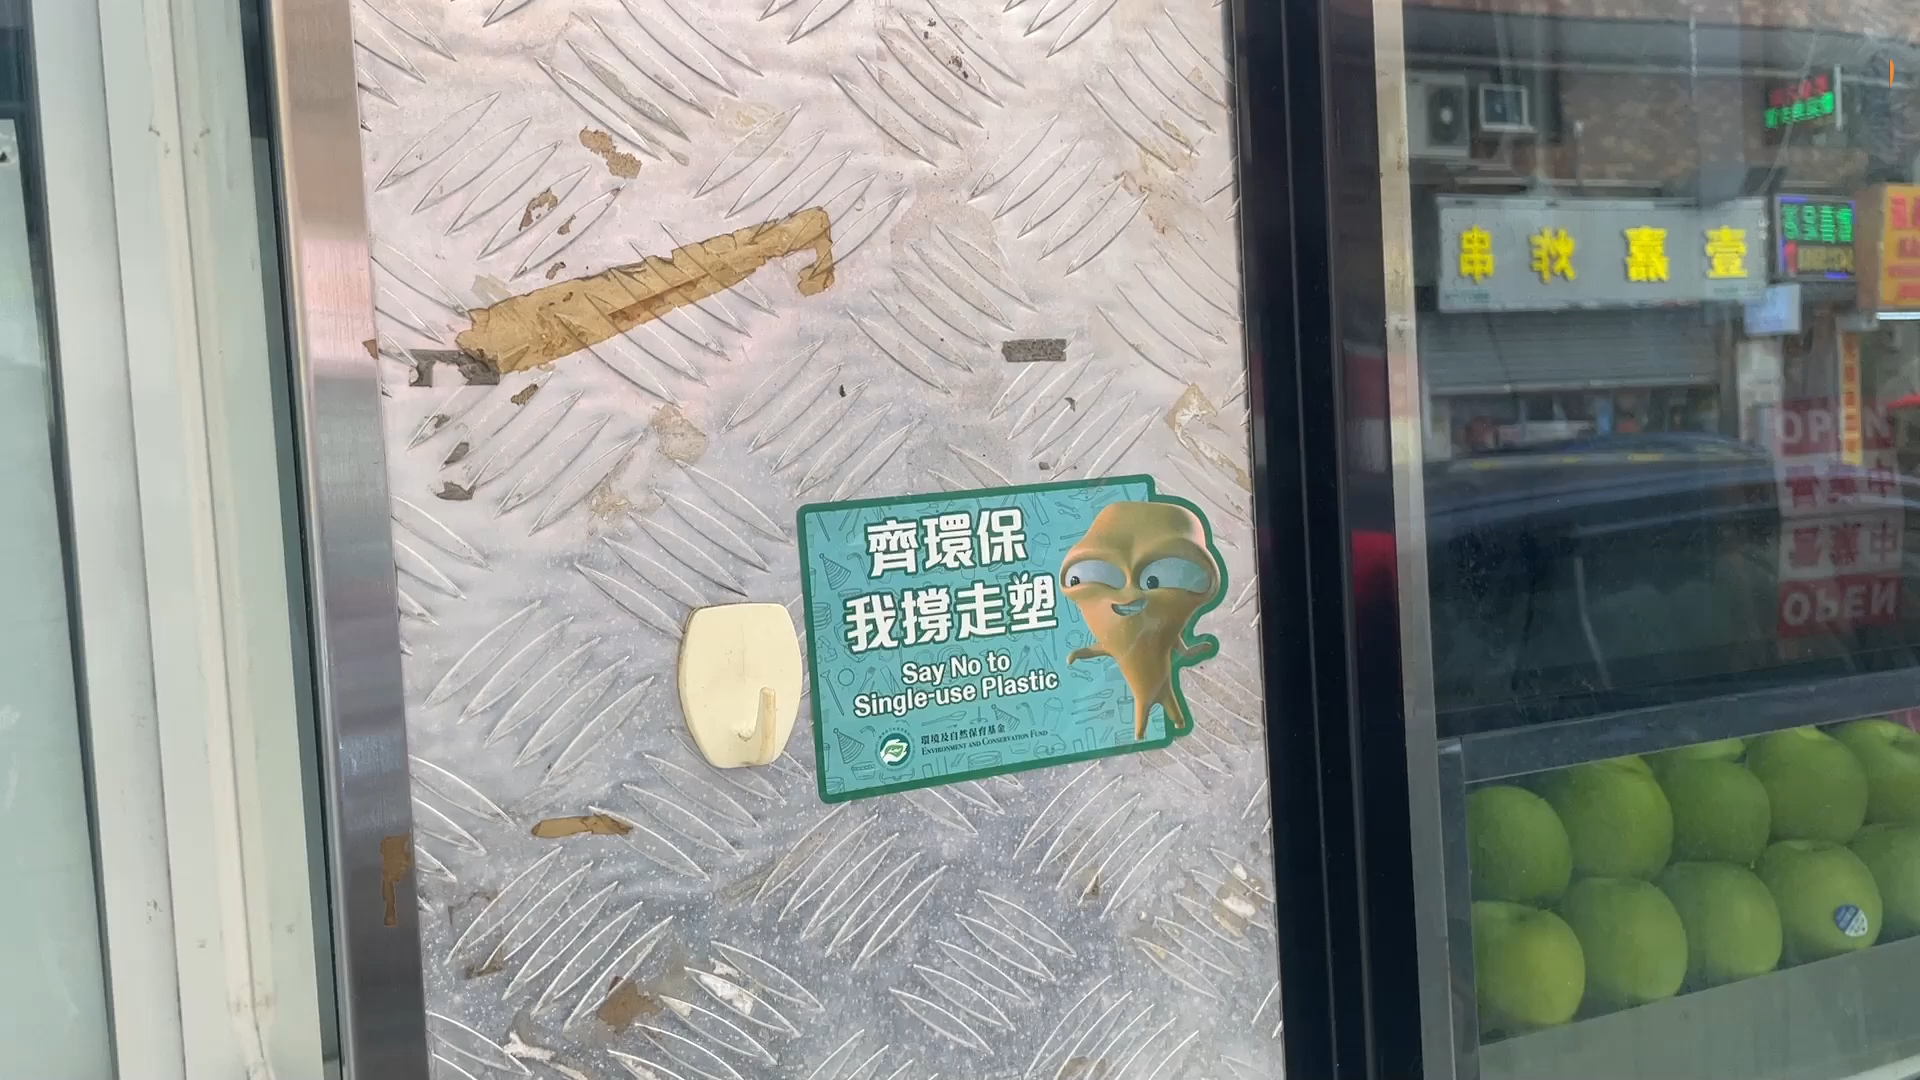 齊環保
我撐走塑
Say No to
Single-use Plastic
環境及自然保育基金
ENVIRONMENT AND CONSERVATION FUND
壹嘉炸串
OPEN
OPEN